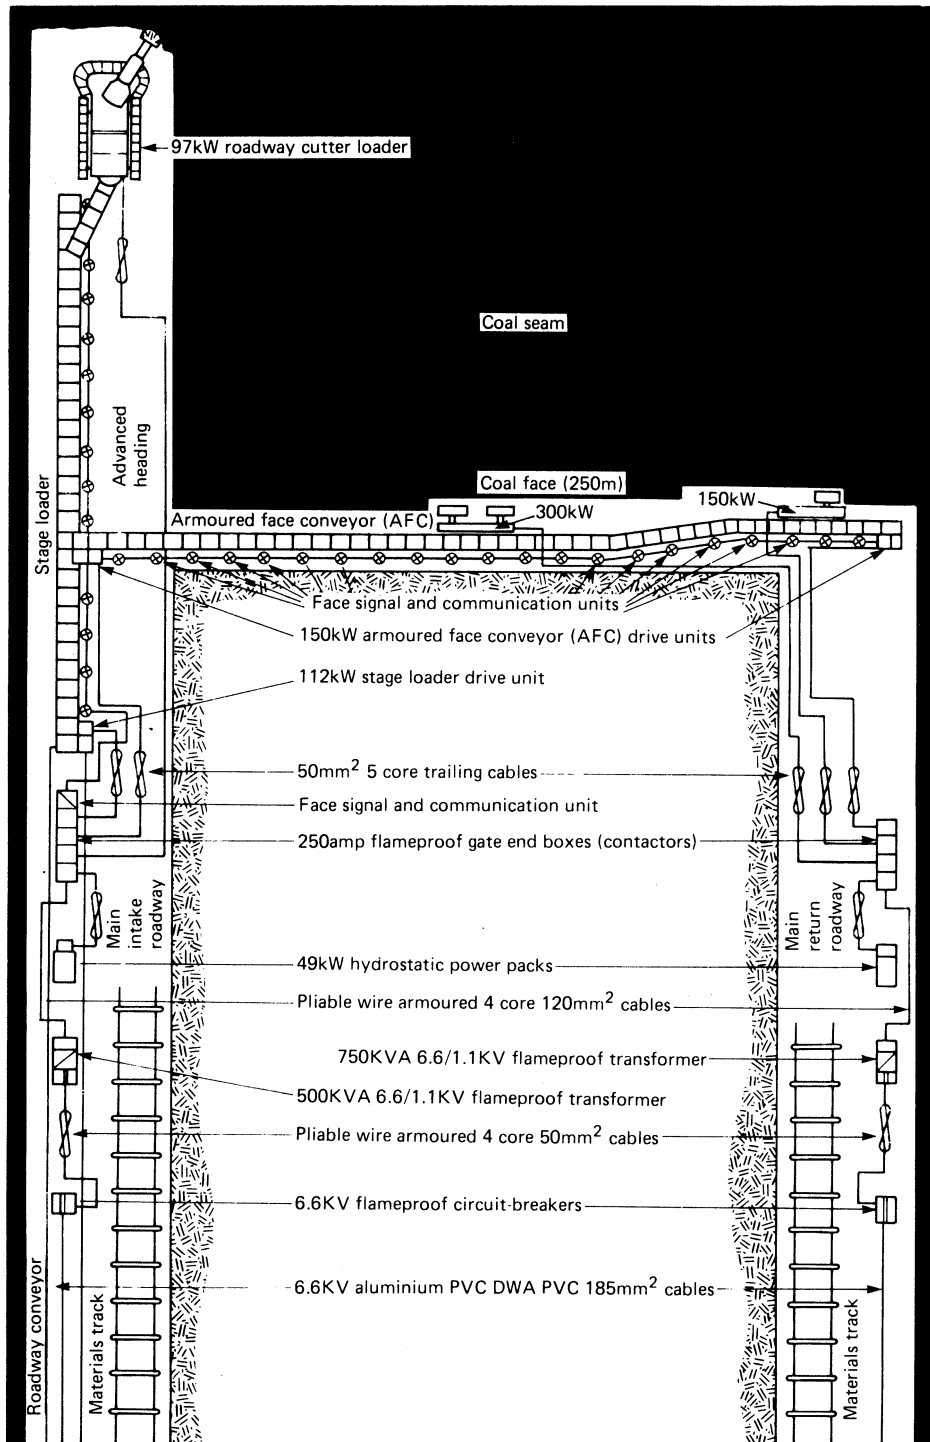 97kW roadway cutter loader
Coal seam
Advanced
heading
Stage loader
Coal face (250m)
150kW
300kW
Armoured face conveyor (AFC)
Face signal and communication units
150kW armoured face conveyor (AFC) drive units
112kW stage loader drive unit
50mm² 5 core trailing cables
Face signal and communication unit
250amp flameproof gate end boxes (contactors)
Main
intake
roadway
Main
return
roadway
49kW hydrostatic power packs
Pliable wire armoured 4 core 120mm² cables
750KVA 6.6/1.1KV flameproof transformer
500KVA 6.6/1.1KV flameproof transformer
Pliable wire armoured 4 core 50mm² cables
6.6KV flameproof circuit-breakers
6.6KV aluminium PVC DWA PVC 185mm² cables
Roadway conveyor
Materials track
Materials track